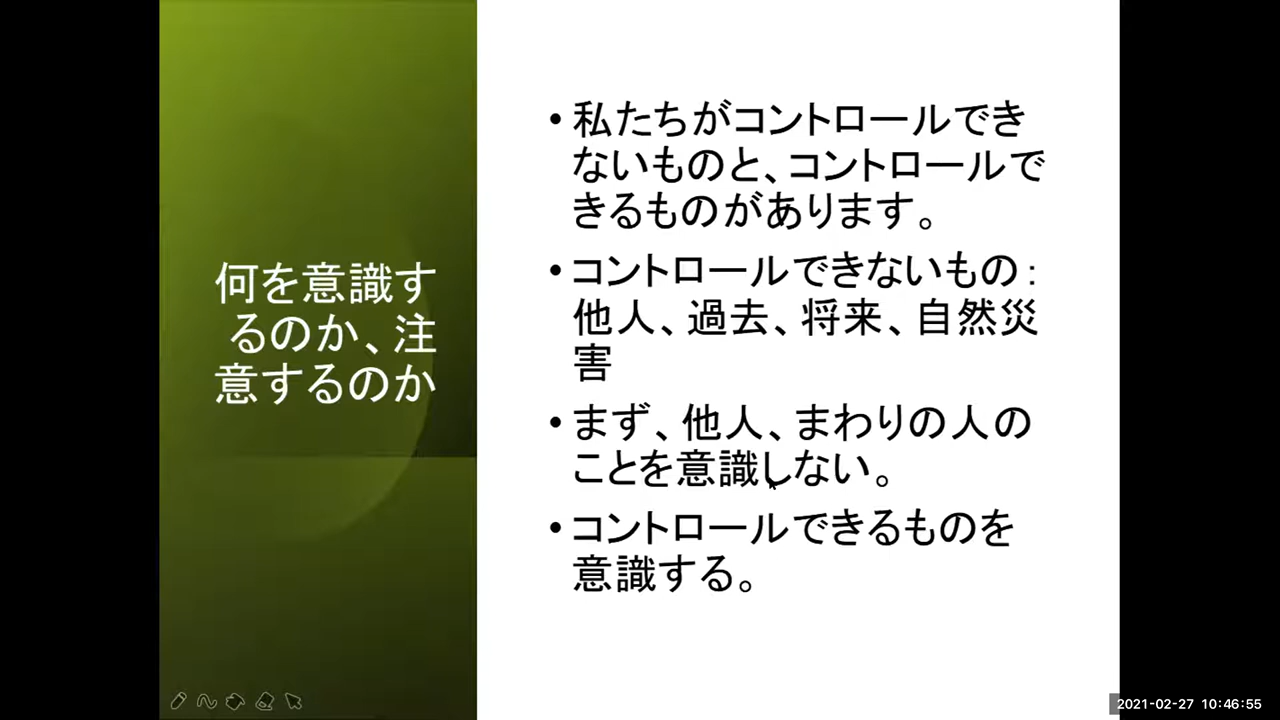 何を意識す
るのか、注
意するのか
• 私たちがコントロールでき
ないものと、コントロールで
きるものがあります。
• コントロールできないもの：
他人、過去、将来、自然災
害
• まず、他人、まわりの人の
ことを意識しない。
• コントロールできるものを
意識する。
2021-02-27 10:46:55